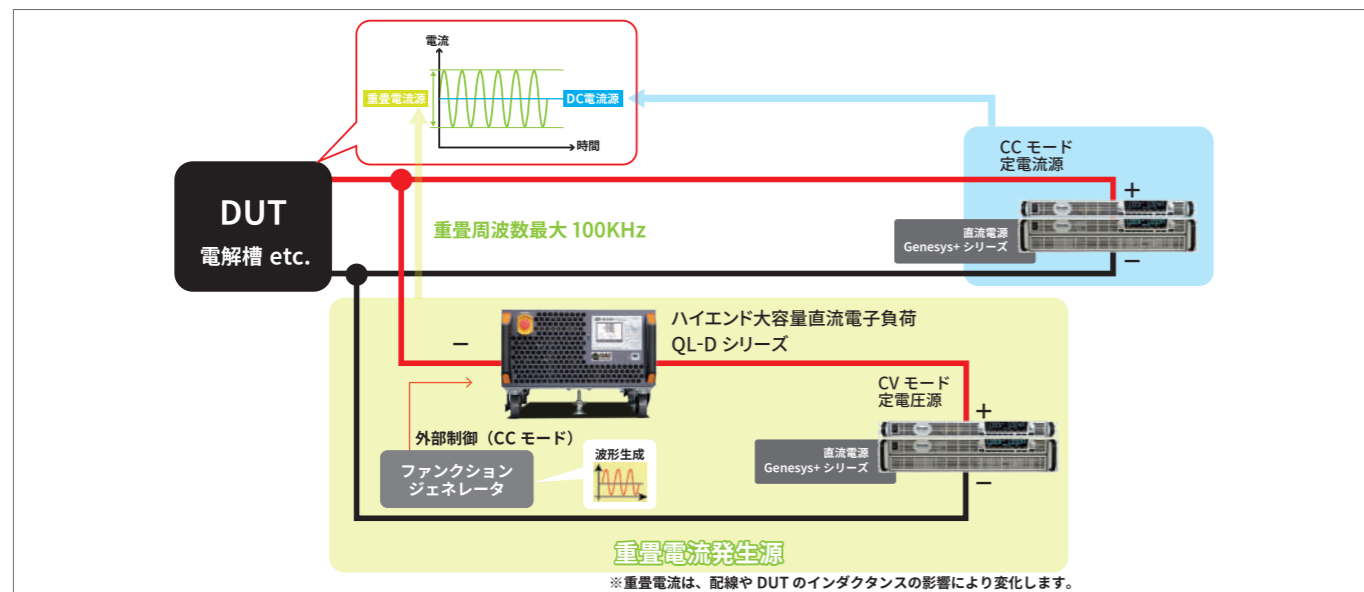 電流
重畳電流源
DC電流源
時間
CC モード
定電流源
+
DUT
電解槽 etc.
重畳周波数最大 100KHz
直流電源
Genesys+ シリーズ
−
ハイエンド大容量直流電子負荷
QL-D シリーズ
−
CV モード
定電圧源
+
外部制御（CC モード）
ファンクション
ジェネレータ
波形生成
直流電源
Genesys+ シリーズ
−
重畳電流発生源
※重畳電流は、配線や DUT のインダクタンスの影響により変化します。